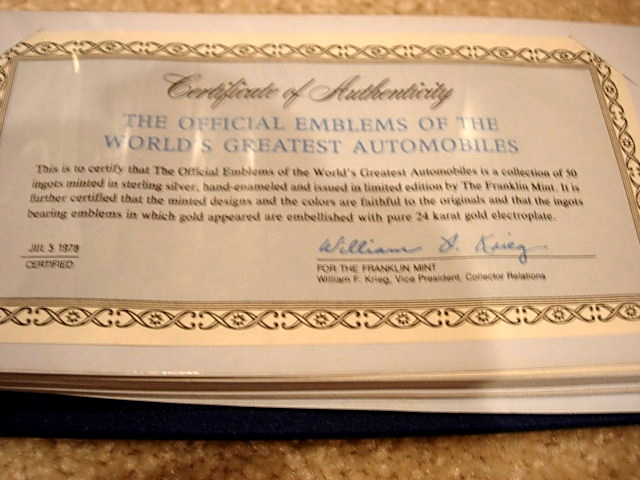 Certificate of Authenticity
THE OFFICIAL EMBLEMS OF THE
WORLD'S GREATEST AUTOMOBILES
This is to certify that The Official Emblems of the World's Greatest Automobiles is a collection of 50
ingots minted in sterling silver, hand-enameled and issued in limited edition by The Franklin Mint. It is
further certified that the minted designs and the colors are faithful to the originals and that the ingots
bearing emblems in which gold appeared are embellished with pure 24 karat gold electroplate.
JUL 5 1978
CERTIFIED
William F. Krieg
FOR THE FRANKLIN MINT
William F. Krieg, Vice President, Collector Relations